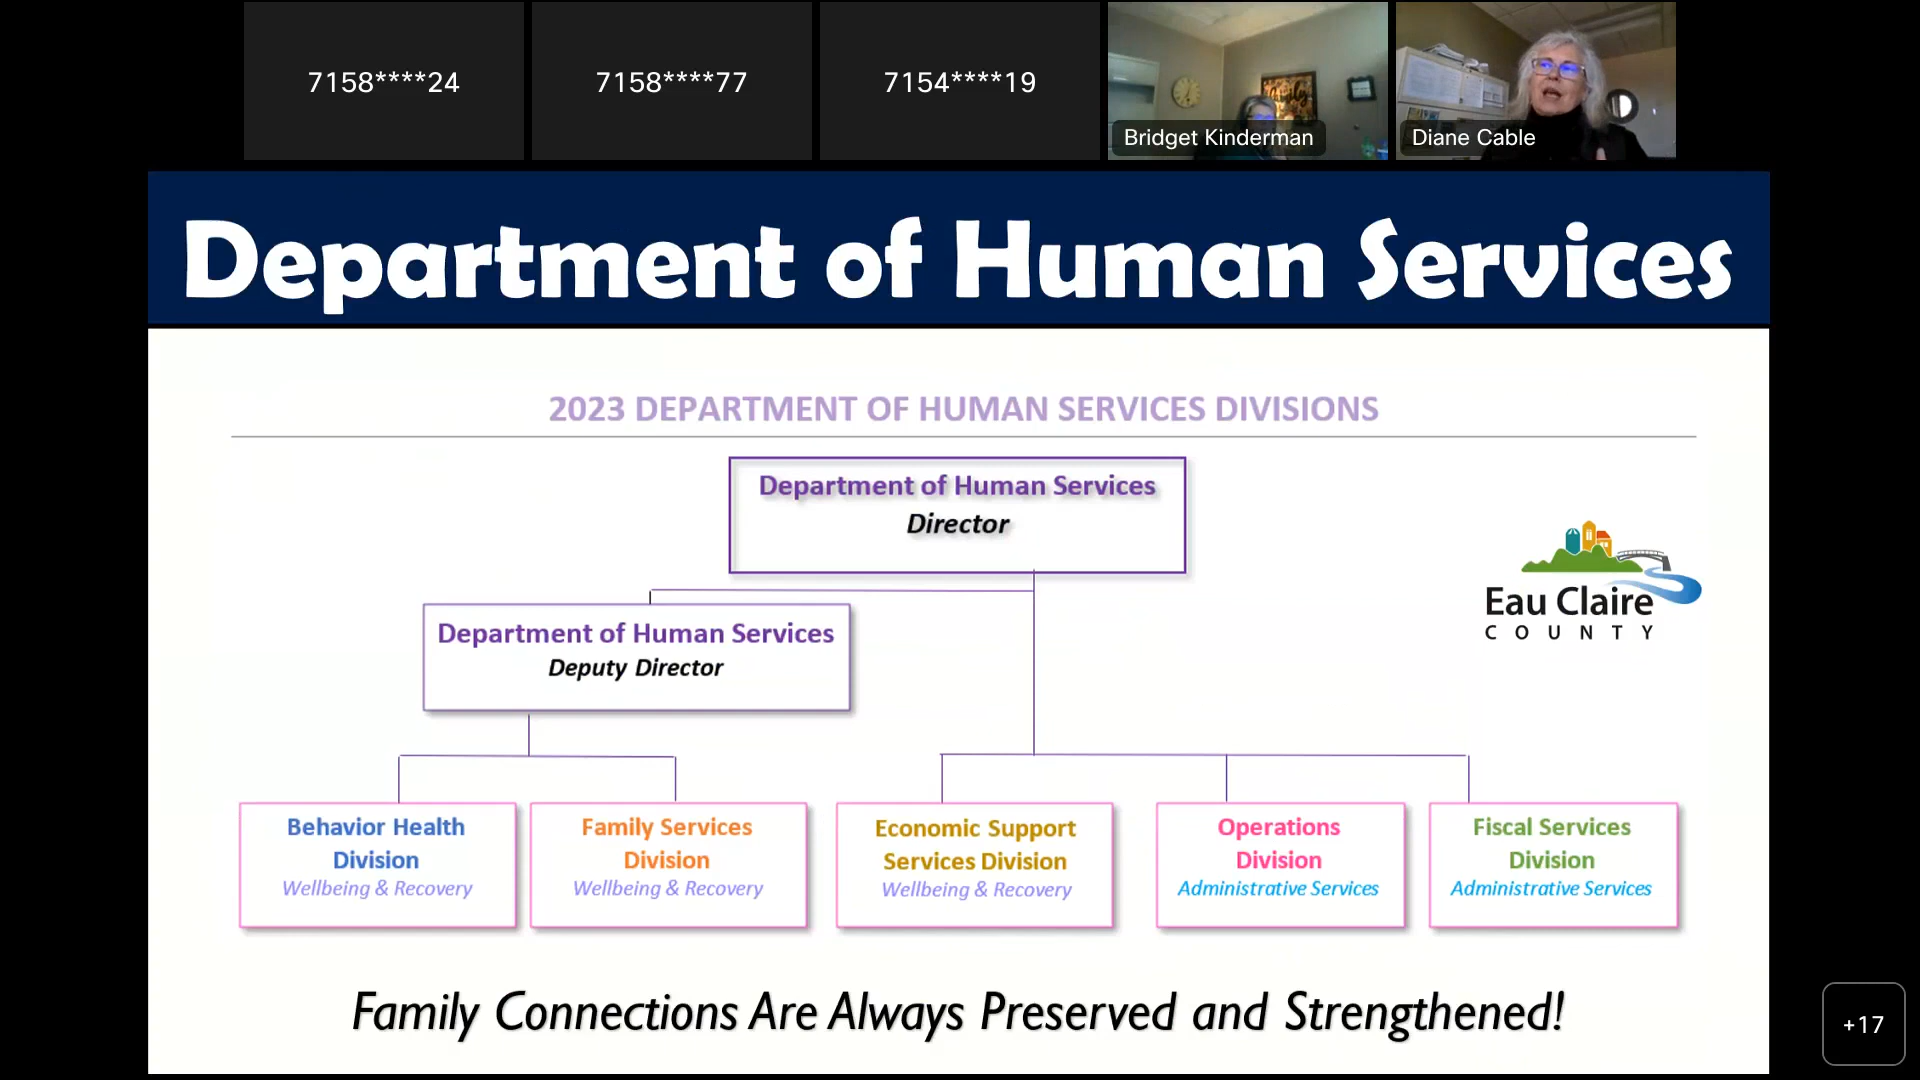 7158****24
7158****77
7154****19
Bridget Kinderman
Diane Cable
Department of Human Services
2023 DEPARTMENT OF HUMAN SERVICES DIVISIONS
Department of Human Services
Director
Eau Claire
COUNTY
Department of Human Services
Deputy Director
Behavior Health
Division
Wellbeing & Recovery
Family Services
Division
Wellbeing & Recovery
Economic Support
Services Division
Wellbeing & Recovery
Operations
Division
Administrative Services
Fiscal Services
Division
Administrative Services
Family Connections Are Always Preserved and Strengthened!
+17